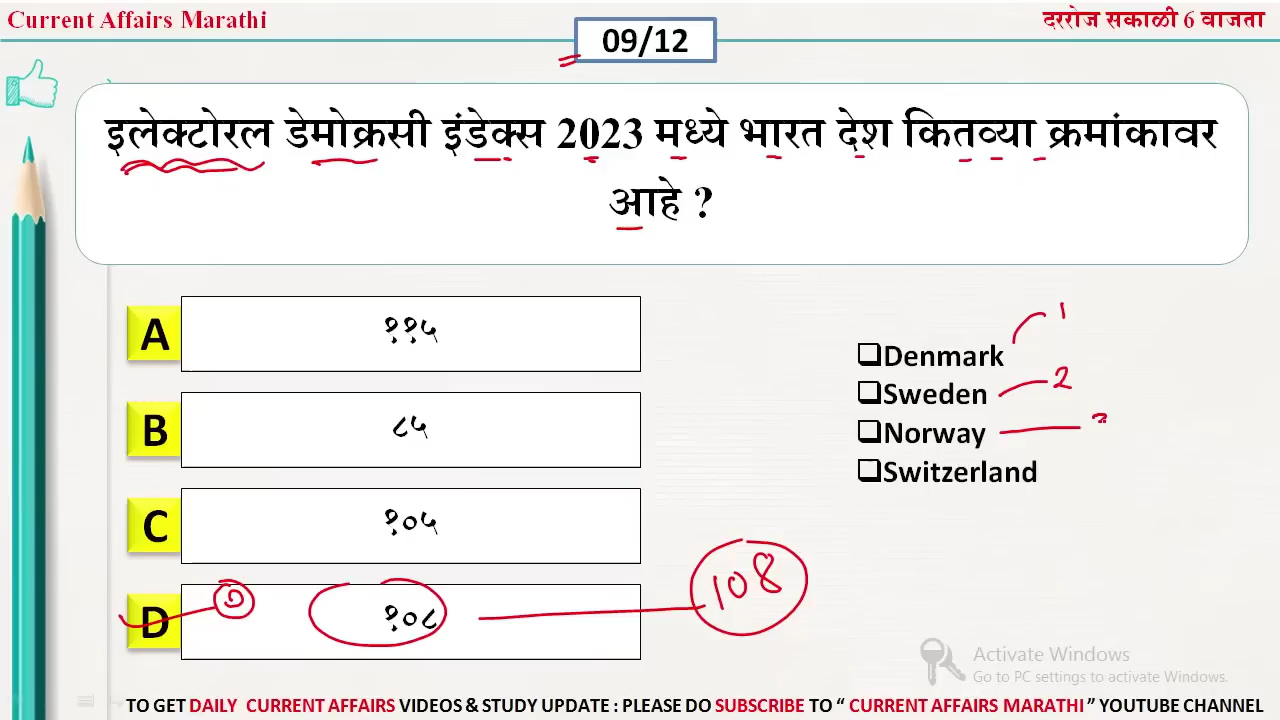 Current Affairs Marathi
दररोज सकाळी 6 वाजता
09/12
इलेक्टोरल डेमोक्रसी इंडेक्स 2023 मध्ये भारत देश कितव्या क्रमांकावर
आहे ?
A ११५
B ८५
C १०५
D १०८
108
Denmark 1
Sweden 2
Norway
Switzerland
Activate Windows
Go to PC settings to activate Windows.
TO GET DAILY CURRENT AFFAIRS VIDEOS & STUDY UPDATE : PLEASE DO SUBSCRIBE TO “ CURRENT AFFAIRS MARATHI ” YOUTUBE CHANNEL